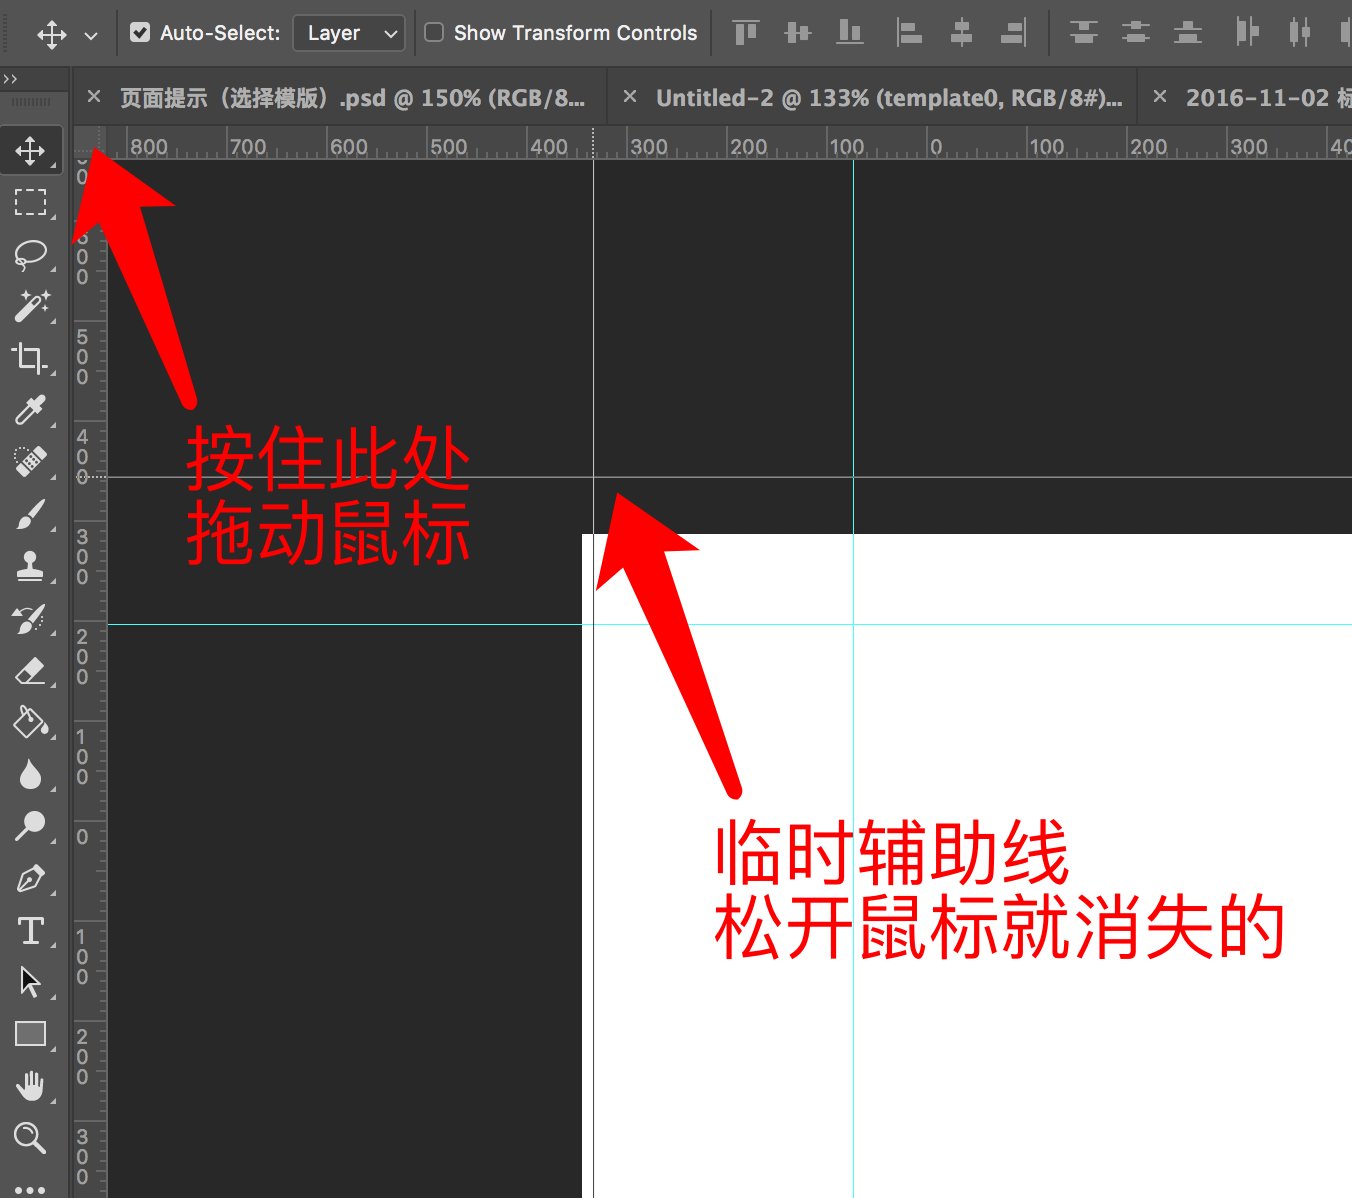 Auto-Select: Layer Show Transform Controls
页面提示（选择模版）.psd @ 150% (RGB/8...
Untitled-2 @ 133% (template0, RGB/8#)...
2016-11-02
800 700 600 500 400 300 200 100 0 100 200 300
500
400
300
200
100
0
100
200
300
按住此处
拖动鼠标
临时辅助线
松开鼠标就消失的